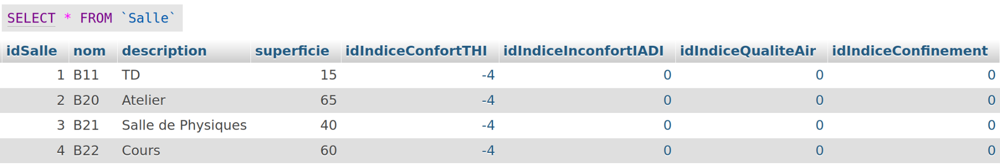 SELECT * FROM `Salle`
idSalle nom description superficie idIndiceConfortTHI idIndiceInconfortIADI idIndiceQualiteAir idIndiceConfinement
1 B11 TD 15 -4 0 0 0
2 B20 Atelier 65 -4 0 0 0
3 B21 Salle de Physiques 40 -4 0 0 0
4 B22 Cours 60 -4 0 0 0